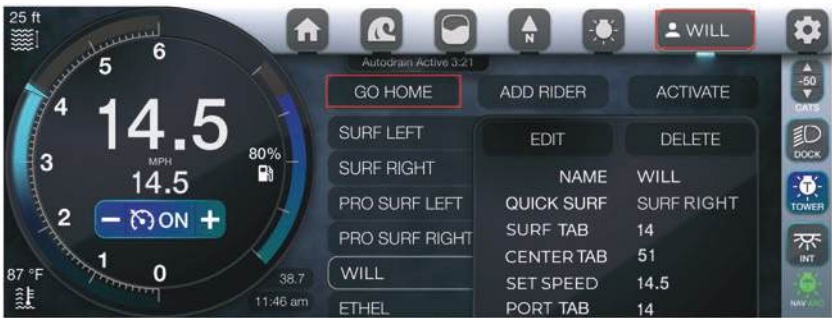 25 ft
WILL
Autodrain Active 3:21
GO HOME
ADD RIDER
ACTIVATE
-50
CATS
6
5
4
3
2
1
0
14.5
MPH
14.5
80%
ON
SURF LEFT
SURF RIGHT
PRO SURF LEFT
PRO SURF RIGHT
WILL
ETHEL
EDIT
DELETE
NAME WILL
QUICK SURF SURF RIGHT
SURF TAB 14
CENTER TAB 51
SET SPEED 14.5
PORT TAB 14
DOCK
T
TOWER
INT
87 °F
38.7
11:46 am
N